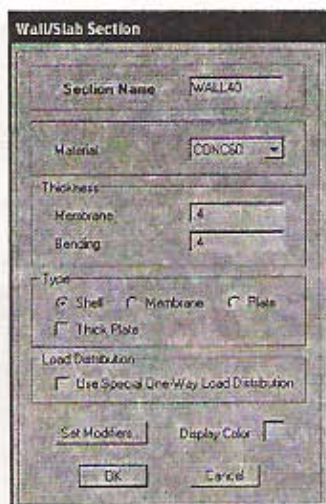 Wall/Slab Section
Section Name WALL40
Material CONC60
Thickness
Membrane .4
Bending .4
Type
Shell Membrane Plate
Thick Plate
Load Distribution
Use Special One-Way Load Distribution
Set Modifiers... Display Color
OK Cancel